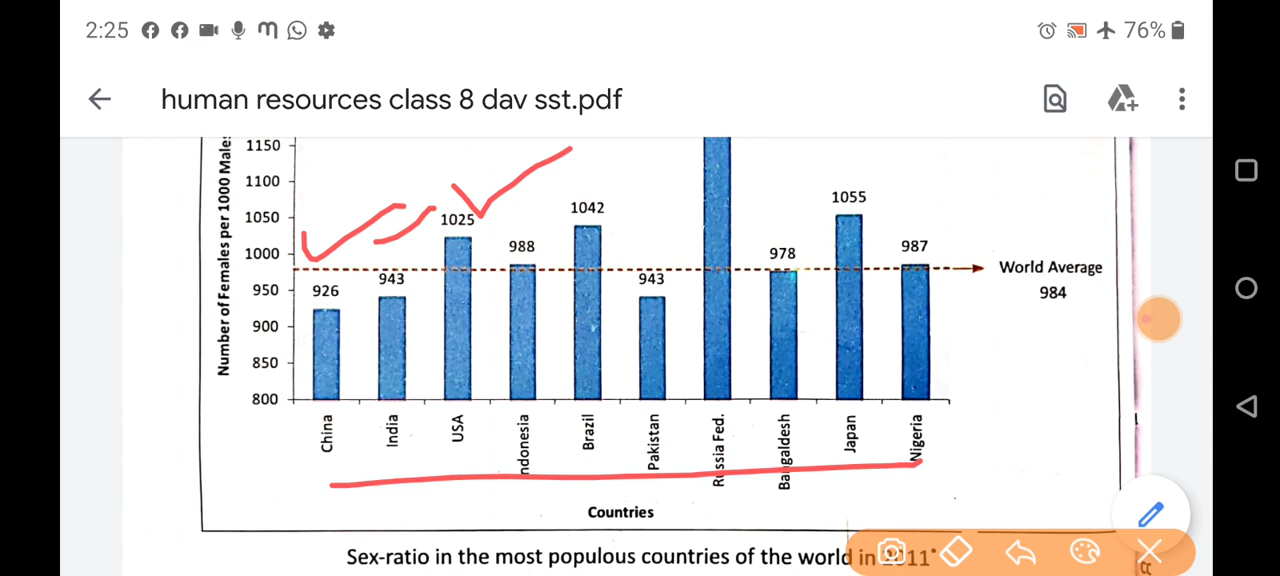 2:25
76%
human resources class 8 dav sst.pdf
Number of Females per 1000 Males
1150
1100
1050
1000
950
900
850
800
926
943
1025
988
1042
943
978
1055
987
World Average
984
China
India
USA
ndonesia
Brazil
Pakistan
Russia Fed.
Bangaldesh
Japan
Nigeria
Countries
Sex-ratio in the most populous countries of the world in 2011*